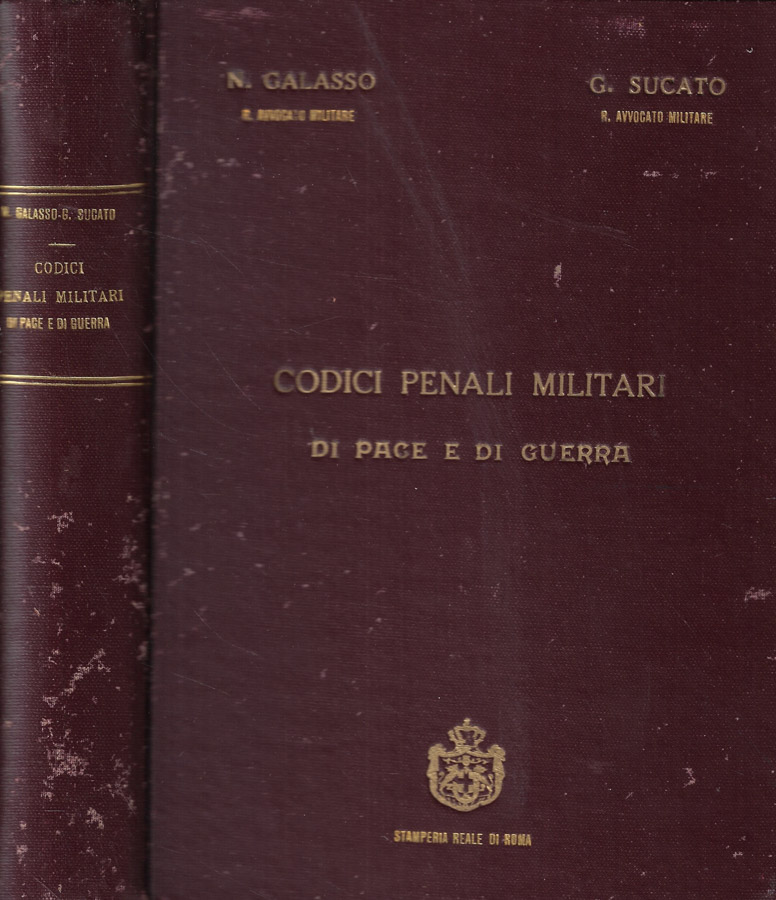 N. GALASSO
R. AVVOCATO MILITARE
G. SUCATO
R. AVVOCATO MILITARE
CODICI PENALI MILITARI
DI PACE E DI GUERRA
STAMPERIA REALE DI ROMA
N. GALASSO-G. SUCATO
CODICI
PENALI MILITARI
DI PACE E DI GUERRA